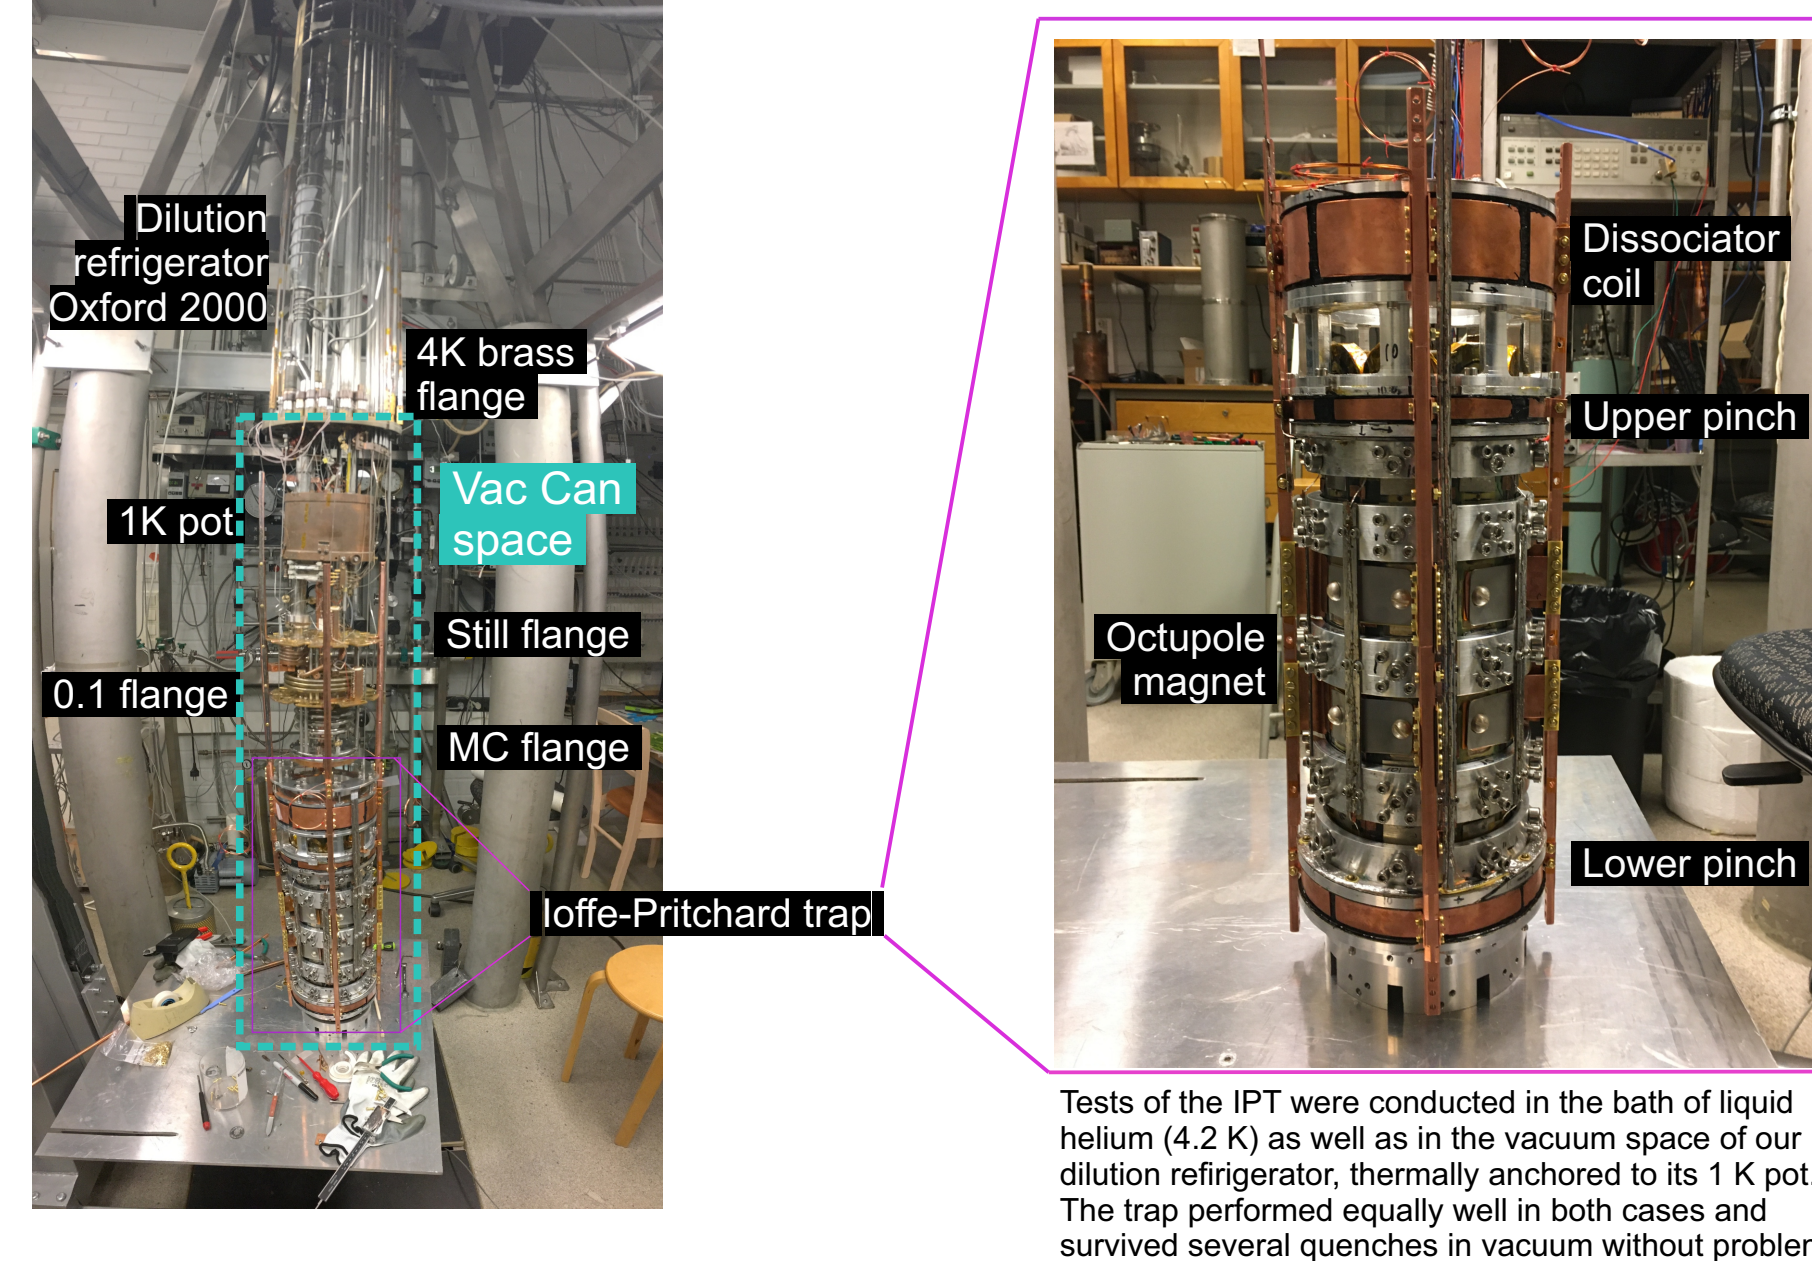 Dilution
refrigerator
Oxford 2000
4K brass
flange
Vac Can
space
1K pot
Still flange
0.1 flange
MC flange
Ioffe-Pritchard trap
Dissociator
coil
10
Upper pinch
Octupole
magnet
Lower pinch
Tests of the IPT were conducted in the bath of liquid
helium (4.2 K) as well as in the vacuum space of our
dilution refirigerator, thermally anchored to its 1 K pot.
The trap performed equally well in both cases and
survived several quenches in vacuum without